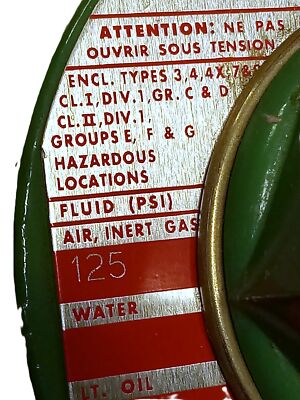 ATTENTION: NE PAS
OUVRIR SOUS TENSION
ENCL. TYPES 3,4,4X-7&
CL.I,DIV.1,GR. C & D
CL.II,DIV.1,
GROUPS E, F & G
HAZARDOUS
LOCATIONS
FLUID (PSI)
AIR, INERT GAS
125
WATER
LT. OIL